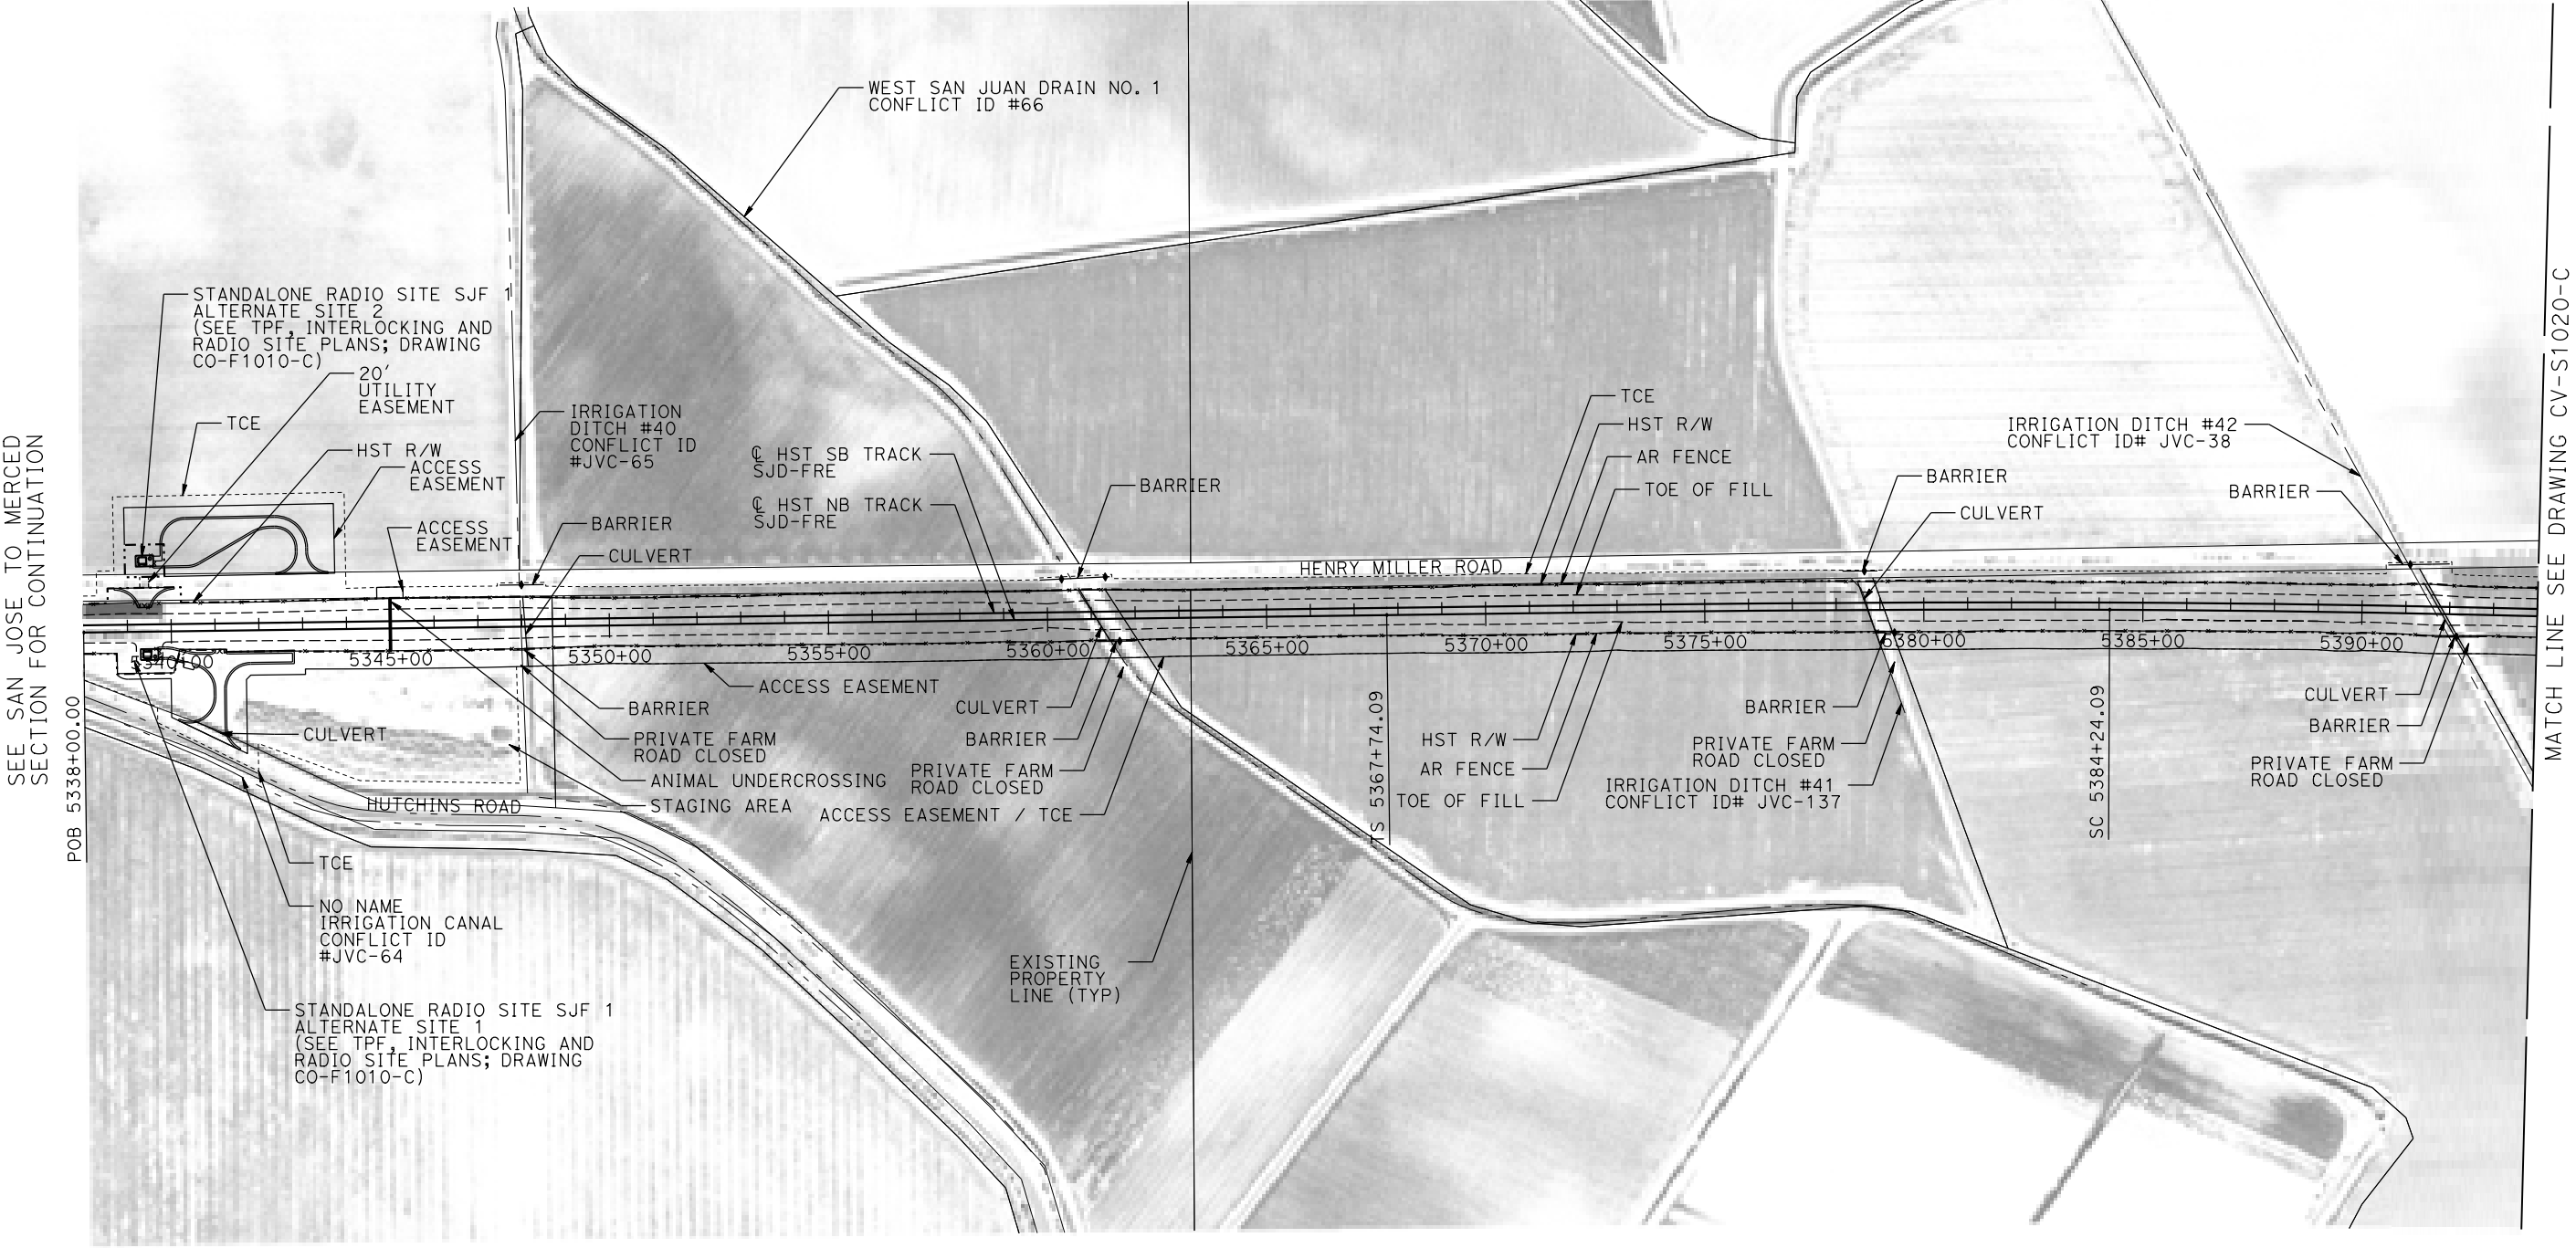 SEE SAN JOSE TO MERCED
SECTION FOR CONTINUATION
POB 5338+00.00
WEST SAN JUAN DRAIN NO. 1
CONFLICT ID #66
STANDALONE RADIO SITE SJF 1
ALTERNATE SITE 2
(SEE TPF, INTERLOCKING AND
RADIO SITE PLANS; DRAWING
CO-F1010-C)
20'
UTILITY
EASEMENT
TCE
HST R/W
ACCESS
EASEMENT
ACCESS
EASEMENT
IRRIGATION
DITCH #40
CONFLICT ID
#JVC-65
BARRIER
CULVERT
℄ HST SB TRACK
SJD-FRE
℄ HST NB TRACK
SJD-FRE
BARRIER
HENRY MILLER ROAD
TCE
HST R/W
AR FENCE
TOE OF FILL
IRRIGATION DITCH #42
CONFLICT ID# JVC-38
BARRIER
CULVERT
BARRIER
5340+00
5345+00
5350+00
5355+00
5360+00
5365+00
5370+00
5375+00
5380+00
5385+00
5390+00
ACCESS EASEMENT
BARRIER
PRIVATE FARM
ROAD CLOSED
ANIMAL UNDERCROSSING
STAGING AREA
CULVERT
HUTCHINS ROAD
CULVERT
BARRIER
PRIVATE FARM
ROAD CLOSED
ACCESS EASEMENT / TCE
TS 5367+74.09
HST R/W
AR FENCE
TOE OF FILL
BARRIER
PRIVATE FARM
ROAD CLOSED
IRRIGATION DITCH #41
CONFLICT ID# JVC-137
SC 5384+24.09
CULVERT
BARRIER
PRIVATE FARM
ROAD CLOSED
TCE
NO NAME
IRRIGATION CANAL
CONFLICT ID
#JVC-64
STANDALONE RADIO SITE SJF 1
ALTERNATE SITE 1
(SEE TPF, INTERLOCKING AND
RADIO SITE PLANS; DRAWING
CO-F1010-C)
EXISTING
PROPERTY
LINE (TYP)
MATCH LINE SEE DRAWING CV-S1020-C